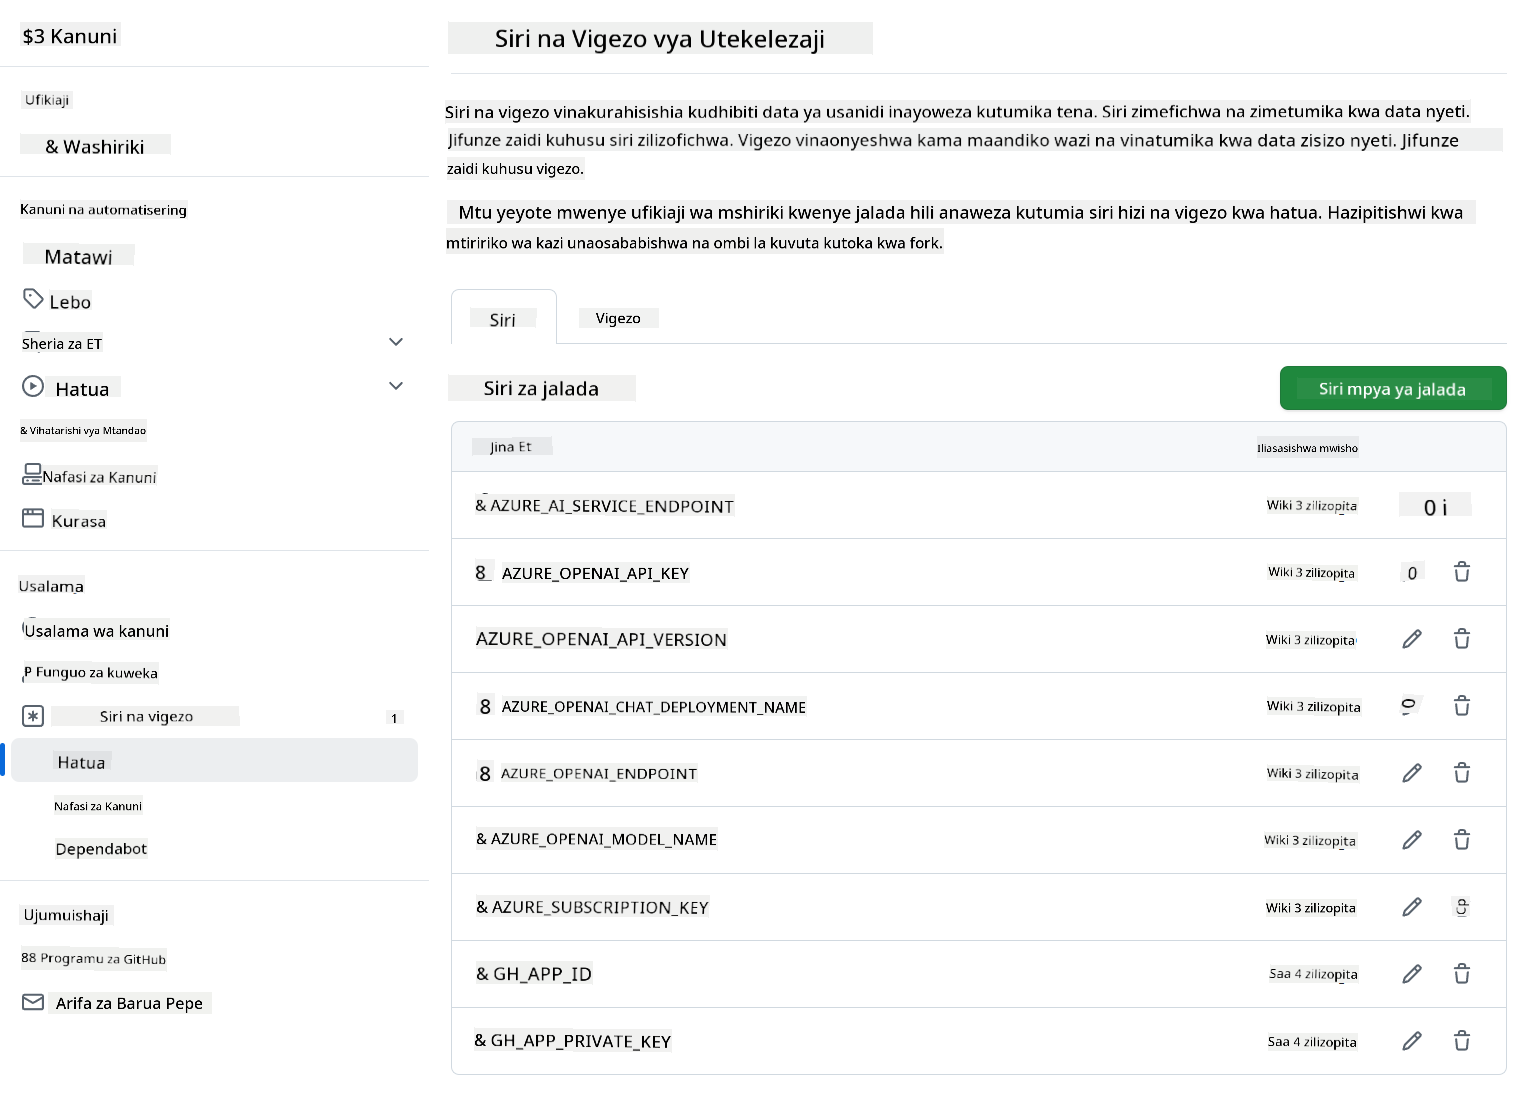 $3 Kanuni
Ufikiaji
& Washiriki
Kanuni na automatisering
Matawi
Lebo
Sheria za ET
Hatua
& Vihatarishi vya Mtandao
Nafasi za Kanuni
Kurasa
Usalama
Usalama wa kanuni
P Funguo za kuweka
Siri na vigezo 1
Hatua
Nafasi za Kanuni
Dependabot
Ujumuishaji
88 Programu za GitHub
Arifa za Barua Pepe
Siri na Vigezo vya Utekelezaji
Siri na vigezo vinakurahisishia kudhibiti data ya usanidi inayoweza kutumika tena. Siri zimefichwa na zimetumika kwa data nyeti.
Jifunze zaidi kuhusu siri zilizofichwa. Vigezo vinaonyeshwa kama maandiko wazi na vinatumika kwa data zisizo nyeti. Jifunze
zaidi kuhusu vigezo.
Mtu yeyote mwenye ufikiaji wa mshiriki kwenye jalada hili anaweza kutumia siri hizi na vigezo kwa hatua. Hazipitishwi kwa
mtiririko wa kazi unaosababishwa na ombi la kuvuta kutoka kwa fork.
Siri Vigezo
Siri za jalada Siri mpya ya jalada
Jina Et Iliasasishwa mwisho
& AZURE_AI_SERVICE_ENDPOINT Wiki 3 zilizopita 0 i
8 AZURE_OPENAI_API_KEY Wiki 3 zilizopita 0
AZURE_OPENAI_API_VERSION Wiki 3 zilizopita
8 AZURE_OPENAI_CHAT_DEPLOYMENT_NAME Wiki 3 zilizopita
8 AZURE_OPENAI_ENDPOINT Wiki 3 zilizopita
& AZURE_OPENAI_MODEL_NAME Wiki 3 zilizopita
& AZURE_SUBSCRIPTION_KEY Wiki 3 zilizopita
& GH_APP_ID Saa 4 zilizopita
& GH_APP_PRIVATE_KEY Saa 4 zilizopita